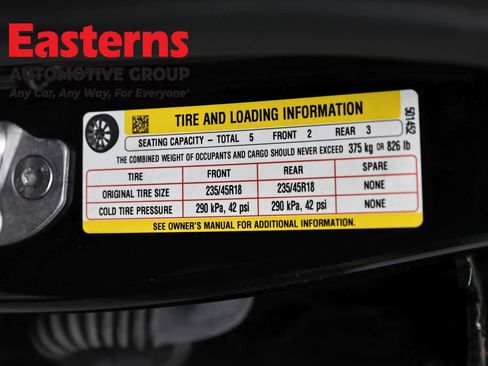 Easterns
AUTOMOTIVE GROUP
Any Car, Any Way, For Everyone
TIRE AND LOADING INFORMATION
SEATING CAPACITY – TOTAL 5 FRONT 2 REAR 3
THE COMBINED WEIGHT OF OCCUPANTS AND CARGO SHOULD NEVER EXCEED 375 kg OR 826 lb
TIRE FRONT REAR SPARE
ORIGINAL TIRE SIZE 235/45R18 235/45R18 NONE
COLD TIRE PRESSURE 290 kPa, 42 psi 290 kPa, 42 psi NONE
SEE OWNER'S MANUAL FOR ADDITIONAL INFORMATION.
501452